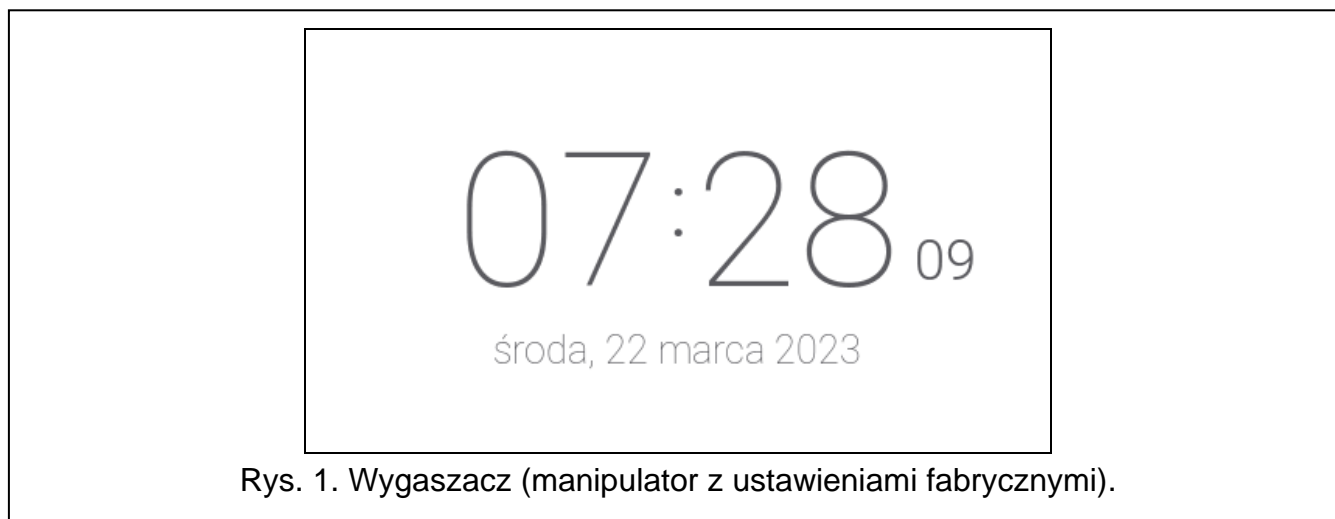 07:28 09
środa, 22 marca 2023
Rys. 1. Wygaszacz (manipulator z ustawieniami fabrycznymi).